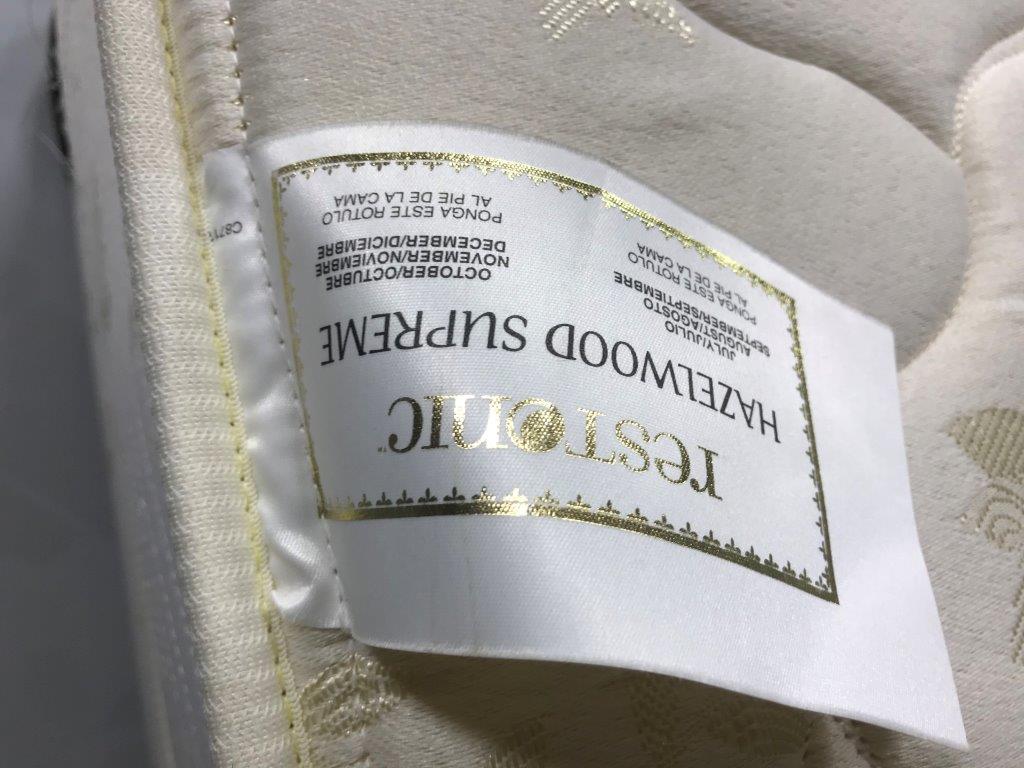 resTonic™
HAZELWOOD SUPREME
JULY/JULIO
AUGUST/AGOSTO
SEPTEMBER/SEPTIEMBRE
PONGA ESTE ROTULO
AL PIE DE LA CAMA
OCTOBER/OCTUBRE
NOVEMBER/NOVIEMBRE
DECEMBER/DICIEMBRE
PONGA ESTE ROTULO
AL PIE DE LA CAMA